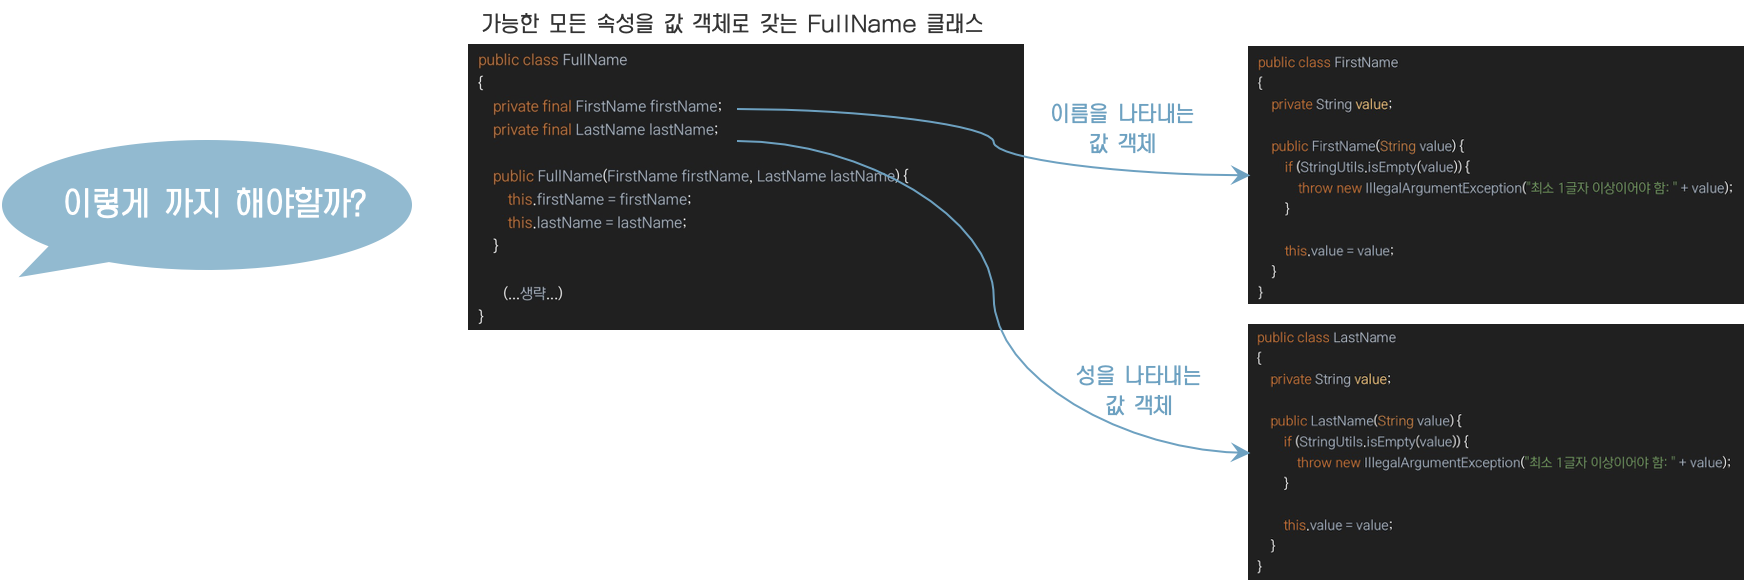 이렇게 까지 해야할까?
가능한 모든 속성을 값 객체로 갖는 FullName 클래스
public class FullName
{
private final FirstName firstName;
private final LastName lastName;
public FullName(FirstName firstName, LastName lastName) {
this.firstName = firstName;
this.lastName = lastName;
}
(...생략...)
}
이름을 나타내는
값 객체
성을 나타내는
값 객체
public class FirstName
{
private String value;
public FirstName(String value) {
if (StringUtils.isEmpty(value)) {
throw new IllegalArgumentException("최소 1글자 이상이어야 함: " + value);
}
this.value = value;
}
}
public class LastName
{
private String value;
public LastName(String value) {
if (StringUtils.isEmpty(value)) {
throw new IllegalArgumentException("최소 1글자 이상이어야 함: " + value);
}
this.value = value;
}
}